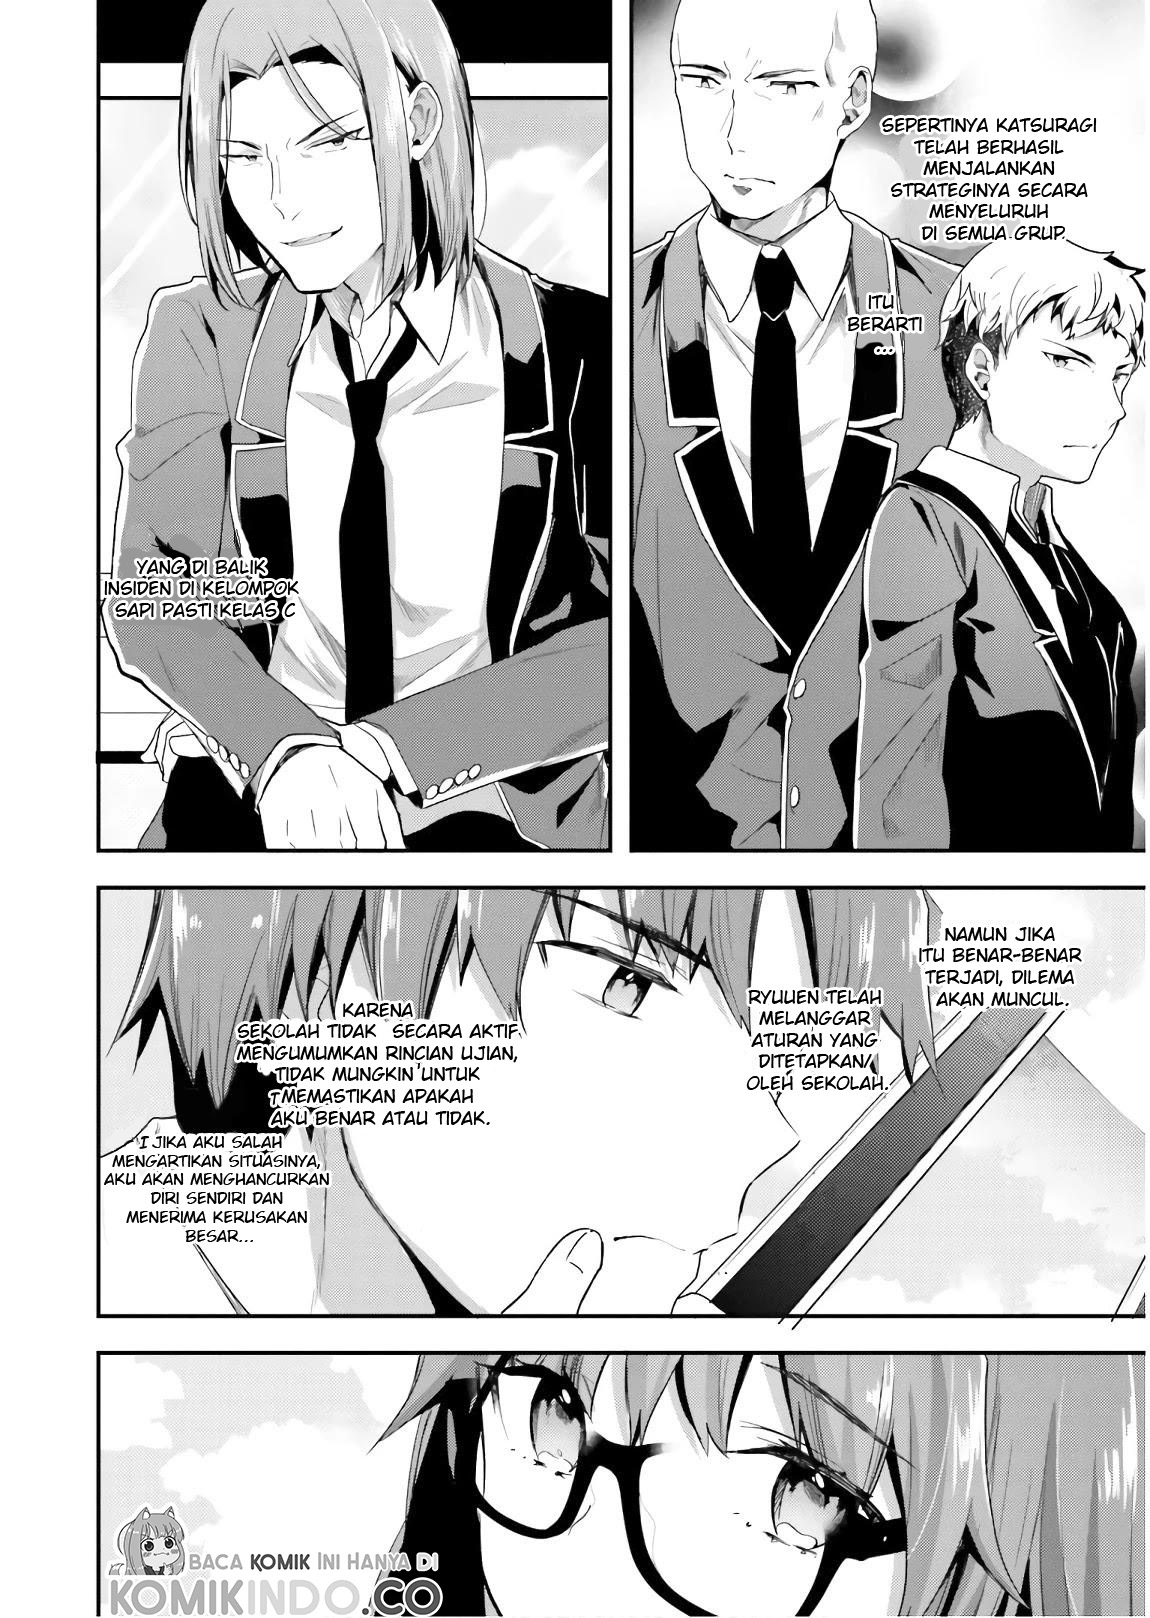 SEPERTINYA KATSURAGI
TELAH BERHASIL
MENJALANKAN
STRATEGINYA SECARA
MENYELURUH
DI SEMUA GRUP.
ITU
BERARTI
...
YANG DI BALIK
INSIDEN DI KELOMPOK
SAPI PASTI KELAS C
NAMUN JIKA
ITU BENAR-BENAR
TERJADI, DILEMA
AKAN MUNCUL.
RYUUEN TELAH
MELANGGAR
ATURAN YANG
DITETAPKAN
OLEH SEKOLAH.
KARENA
SEKOLAH TIDAK SECARA AKTIF
MENGUMUMKAN RINCIAN UJIAN,
TIDAK MUNGKIN UNTUK
MEMASTIKAN APAKAH
AKU BENAR ATAU TIDAK.
JIKA AKU SALAH
MENGARTIKAN SITUASINYA,
AKU AKAN MENGHANCURKAN
DIRI SENDIRI DAN
MENERIMA KERUSAKAN
BESAR...
BACA KOMIK INI HANYA DI
KOMIKINDO.CO